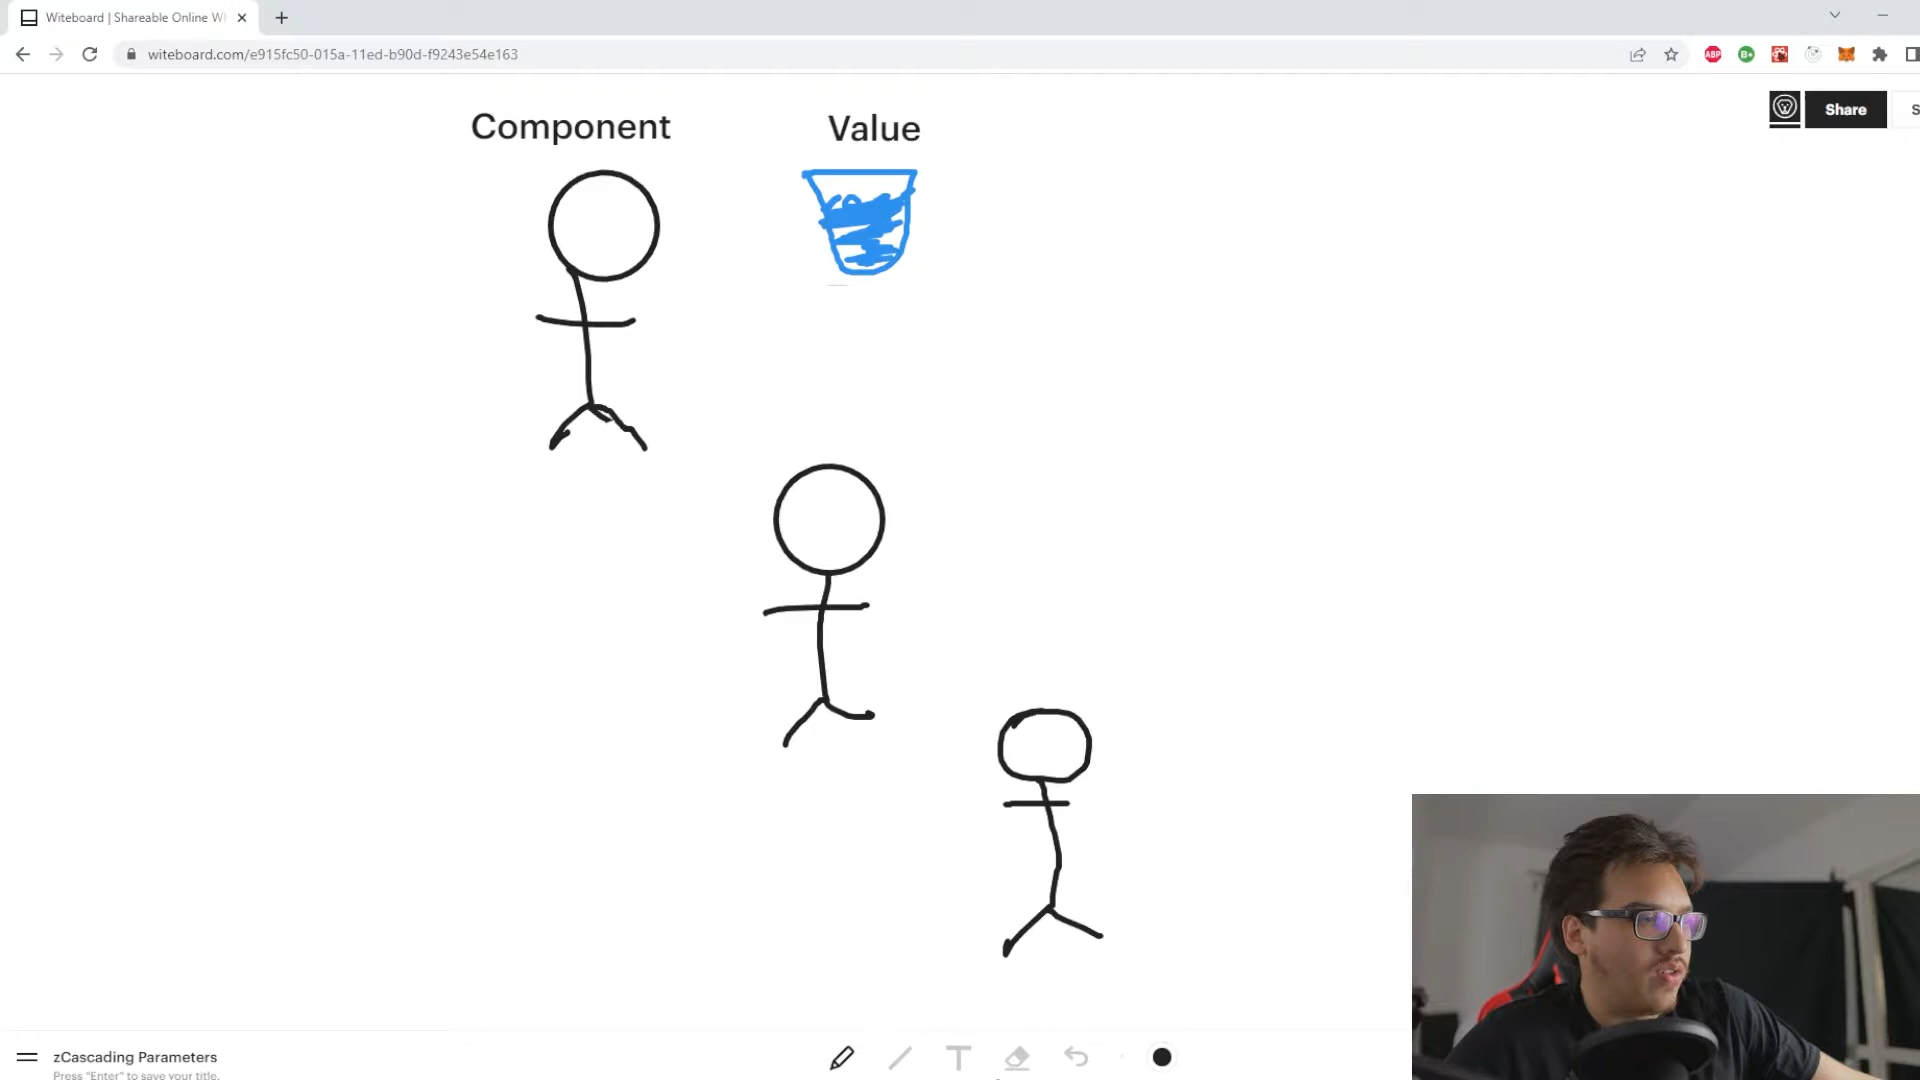 Witeboard | Shareable Online W
witeboard.com/e915fc50-015a-11ed-b90d-f9243e54e163
ABP
B+
Share
S
Component
Value
zCascading Parameters
Press "Enter" to save your title.
T